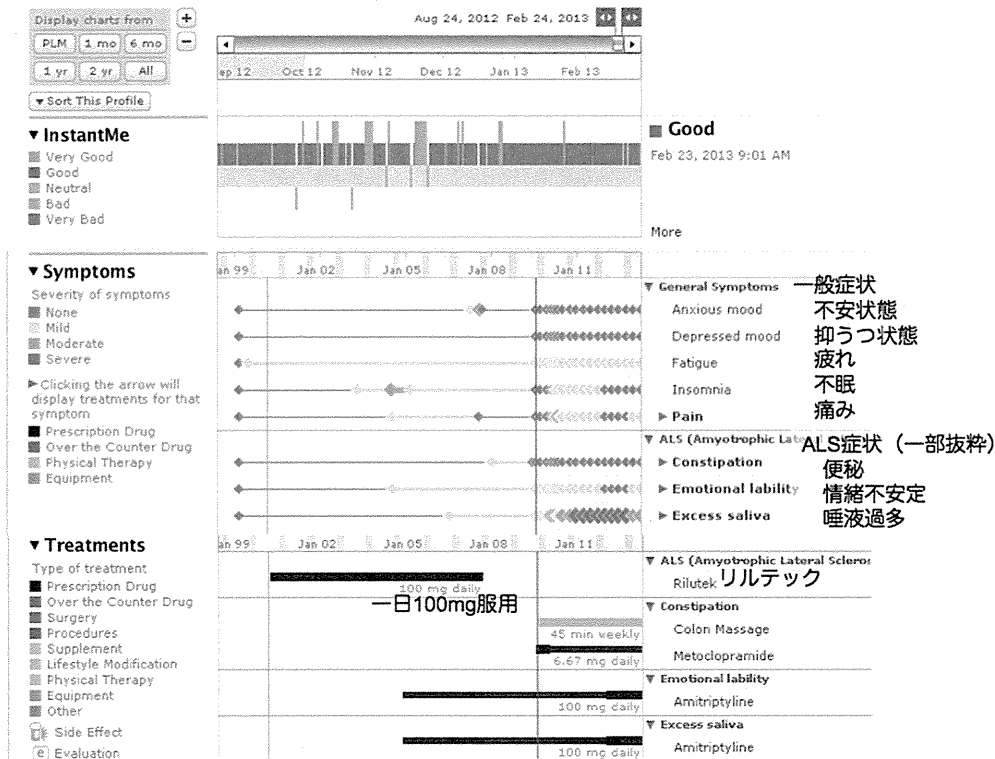 Display charts from
PLM 1 mo 6 mo
1 yr 2 yr All
▼ Sort This Profile
Aug 24, 2012 Feb 24, 2013
ep 12 Oct 12 Nov 12 Dec 12 Jan 13 Feb 13
▼ InstantMe
Very Good
Good
Neutral
Bad
Very Bad
Good
Feb 23, 2013 9:01 AM
More
▼ Symptoms
Severity of symptoms
None
Mild
Moderate
Severe
▶ Clicking the arrow will
display treatments for that
symptom
Prescription Drug
Over the Counter Drug
Physical Therapy
Equipment
an 99 Jan 02 Jan 05 Jan 08 Jan 11
▼ General Symptoms 一般症状
Anxious mood 不安状態
Depressed mood 抑うつ状態
Fatigue 疲れ
Insomnia 不眠
▶ Pain 痛み
▼ ALS (Amyotrophic Lat ALS症状（一部抜粋）
▶ Constipation 便秘
▶ Emotional lability 情緒不安定
▶ Excess saliva 唾液過多
▼ Treatments
Type of treatment
Prescription Drug
Over the Counter Drug
Surgery
Procedures
Supplement
Lifestyle Modification
Physical Therapy
Equipment
Other
Side Effect
e Evaluation
an 99 Jan 02 Jan 05 Jan 08 Jan 11
▼ ALS (Amyotrophic Lateral Scleros
Rilutek リルテック
100 mg daily
一日100mg服用
▼ Constipation
Colon Massage
45 min weekly
Metoclopramide
6.67 mg daily
▼ Emotional lability
Amitriptyline
100 mg daily
▼ Excess saliva
Amitriptyline
100 mg daily